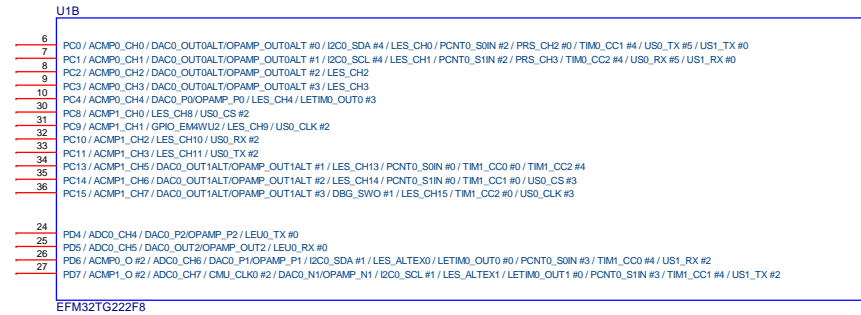 U1B
6 PC0 / ACMP0_CH0 / DAC0_OUT0ALT/OPAMP_OUT0ALT #0 / I2C0_SDA #4 / LES_CH0 / PCNT0_S0IN #2 / PRS_CH2 #0 / TIM0_CC1 #4 / US0_TX #5 / US1_TX #0
7 PC1 / ACMP0_CH1 / DAC0_OUT0ALT/OPAMP_OUT0ALT #1 / I2C0_SCL #4 / LES_CH1 / PCNT0_S1IN #2 / PRS_CH3 / TIM0_CC2 #4 / US0_RX #5 / US1_RX #0
8 PC2 / ACMP0_CH2 / DAC0_OUT0ALT/OPAMP_OUT0ALT #2 / LES_CH2
9 PC3 / ACMP0_CH3 / DAC0_OUT0ALT/OPAMP_OUT0ALT #3 / LES_CH3
10 PC4 / ACMP0_CH4 / DAC0_P0/OPAMP_P0 / LES_CH4 / LETIM0_OUT0 #3
30 PC8 / ACMP1_CH0 / LES_CH8 / US0_CS #2
31 PC9 / ACMP1_CH1 / GPIO_EM4WU2 / LES_CH9 / US0_CLK #2
32 PC10 / ACMP1_CH2 / LES_CH10 / US0_RX #2
33 PC11 / ACMP1_CH3 / LES_CH11 / US0_TX #2
34 PC13 / ACMP1_CH5 / DAC0_OUT1ALT/OPAMP_OUT1ALT #1 / LES_CH13 / PCNT0_S0IN #0 / TIM1_CC0 #0 / TIM1_CC2 #4
35 PC14 / ACMP1_CH6 / DAC0_OUT1ALT/OPAMP_OUT1ALT #2 / LES_CH14 / PCNT0_S1IN #0 / TIM1_CC1 #0 / US0_CS #3
36 PC15 / ACMP1_CH7 / DAC0_OUT1ALT/OPAMP_OUT1ALT #3 / DBG_SWO #1 / LES_CH15 / TIM1_CC2 #0 / US0_CLK #3
24 PD4 / ADC0_CH4 / DAC0_P2/OPAMP_P2 / LEU0_TX #0
25 PD5 / ADC0_CH5 / DAC0_OUT2/OPAMP_OUT2 / LEU0_RX #0
26 PD6 / ACMP0_O #2 / ADC0_CH6 / DAC0_P1/OPAMP_P1 / I2C0_SDA #1 / LES_ALTEX0 / LETIM0_OUT0 #0 / PCNT0_S0IN #3 / TIM1_CC0 #4 / US1_RX #2
27 PD7 / ACMP1_O #2 / ADC0_CH7 / CMU_CLK0 #2 / DAC0_N1/OPAMP_N1 / I2C0_SCL #1 / LES_ALTEX1 / LETIM0_OUT1 #0 / PCNT0_S1IN #3 / TIM1_CC1 #4 / US1_TX #2
EFM32TG222F8